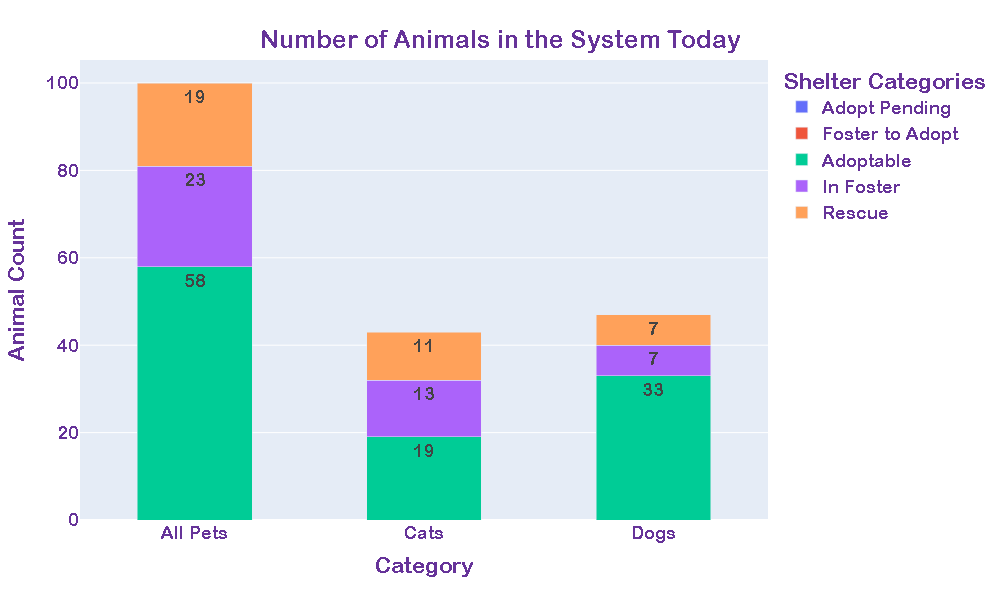 Number of Animals in the System Today
Shelter Categories
Adopt Pending
Foster to Adopt
Adoptable
In Foster
Rescue
Animal Count
100
80
60
40
20
0
19
23
58
11
13
19
7
7
33
All Pets
Cats
Dogs
Category